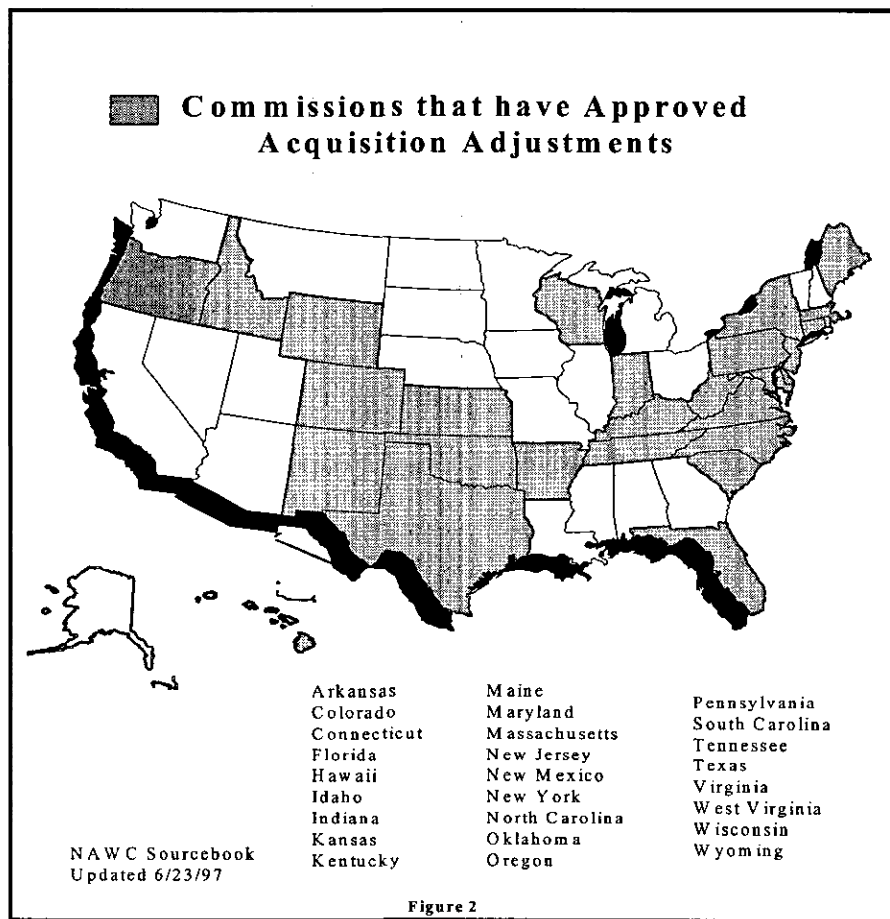 Commissions that have Approved
Acquisition Adjustments
Arkansas
Colorado
Connecticut
Florida
Hawaii
Idaho
Indiana
Kansas
Kentucky
Maine
Maryland
Massachusetts
New Jersey
New Mexico
New York
North Carolina
Oklahoma
Oregon
Pennsylvania
South Carolina
Tennessee
Texas
Virginia
West Virginia
Wisconsin
Wyoming
NAWC Sourcebook
Updated 6/23/97
Figure 2